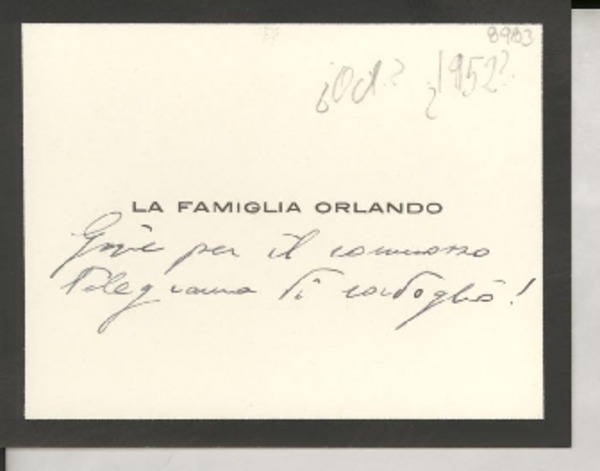 8983
¿Oct? ¿1952?
LA FAMIGLIA ORLANDO
Grazie per il commosso
telegramma di cordoglio!